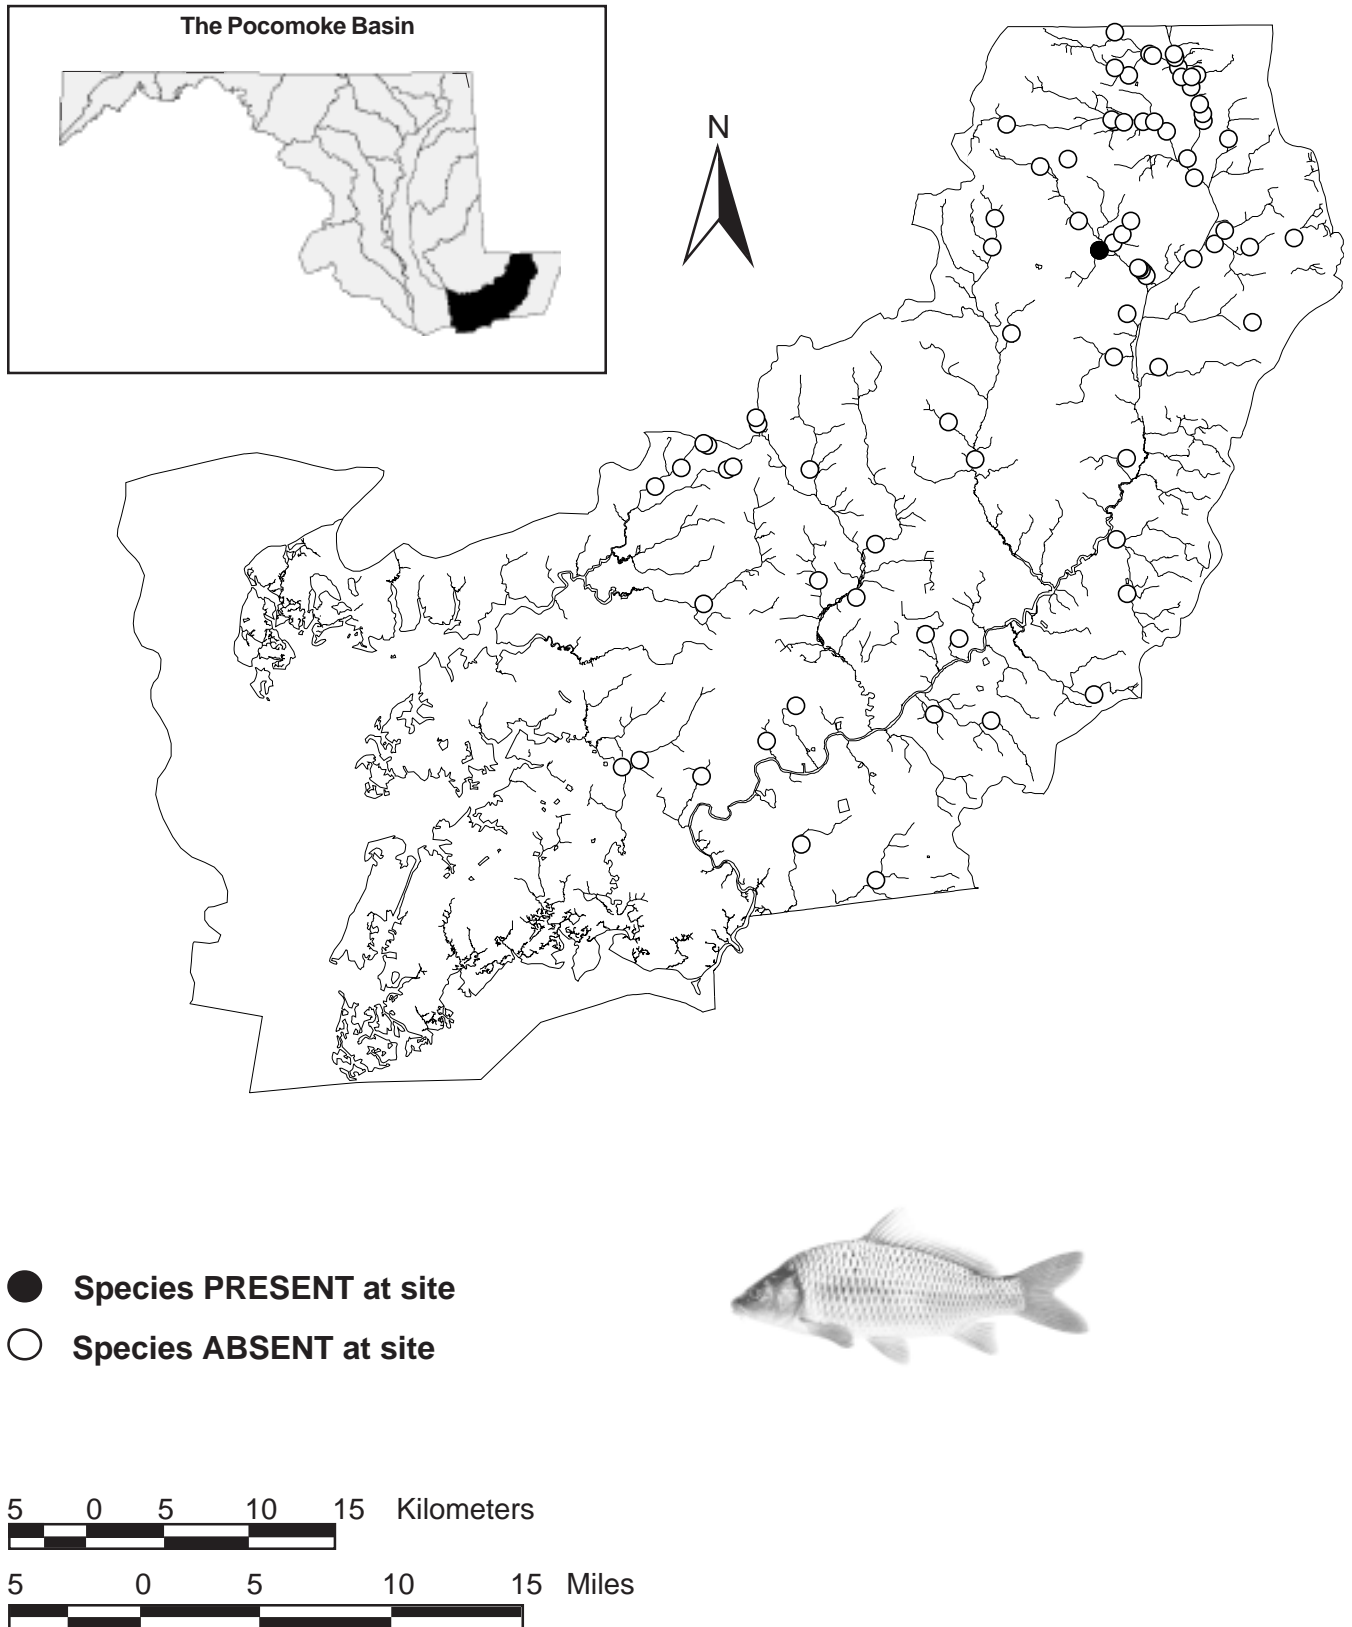 The Pocomoke Basin
N
Species PRESENT at site
Species ABSENT at site
5 0 5 10 15 Kilometers
5 0 5 10 15 Miles